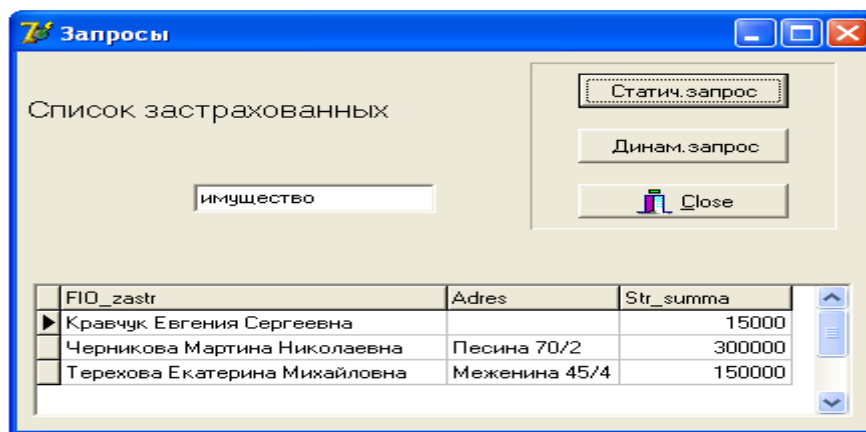 Запросы
Список застрахованных
Статич.запрос
Динам.запрос
имущество
Close
FIO_zastr Adres Str_summa
Кравчук Евгения Сергеевна 15000
Черникова Мартина Николаевна Песина 70/2 300000
Терехова Екатерина Михайловна Меженина 45/4 150000